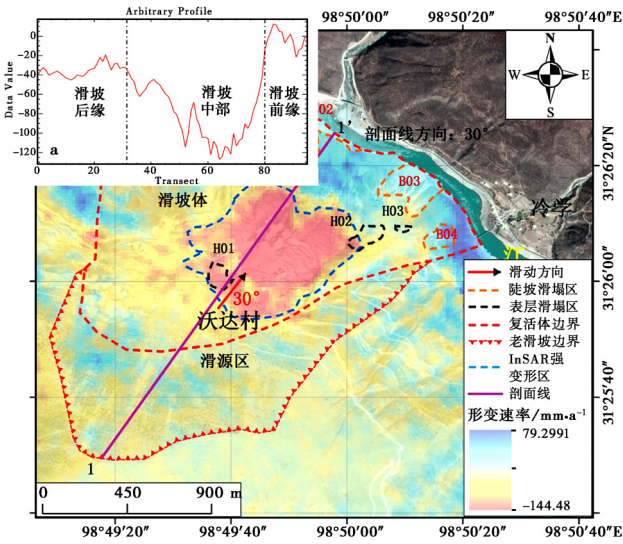 Arbitrary Profile
Data Value
0
-20
-40
-60
-80
-100
-120
滑坡
后缘
滑坡
中部
滑坡
前缘
a
0
20
40
60
80
Transect
98°50′00″
98°50′20″
98°50′40″
N
W
E
S
31°26′20″N
31°26′00″
31°25′40″
O2
1′
剖面线方向：30°
B03
冷学
滑坡体
H02
H03
B04
H01
30°
沃达村
滑源区
1
滑动方向
陡坡滑塌区
表层滑塌区
复活体边界
老滑坡边界
InSAR强
变形区
剖面线
形变速率/mm·a⁻¹
79.2991
-144.48
0
450
900 m
98°49′20″
98°49′40″
98°50′00″
98°50′20″
98°50′40″E